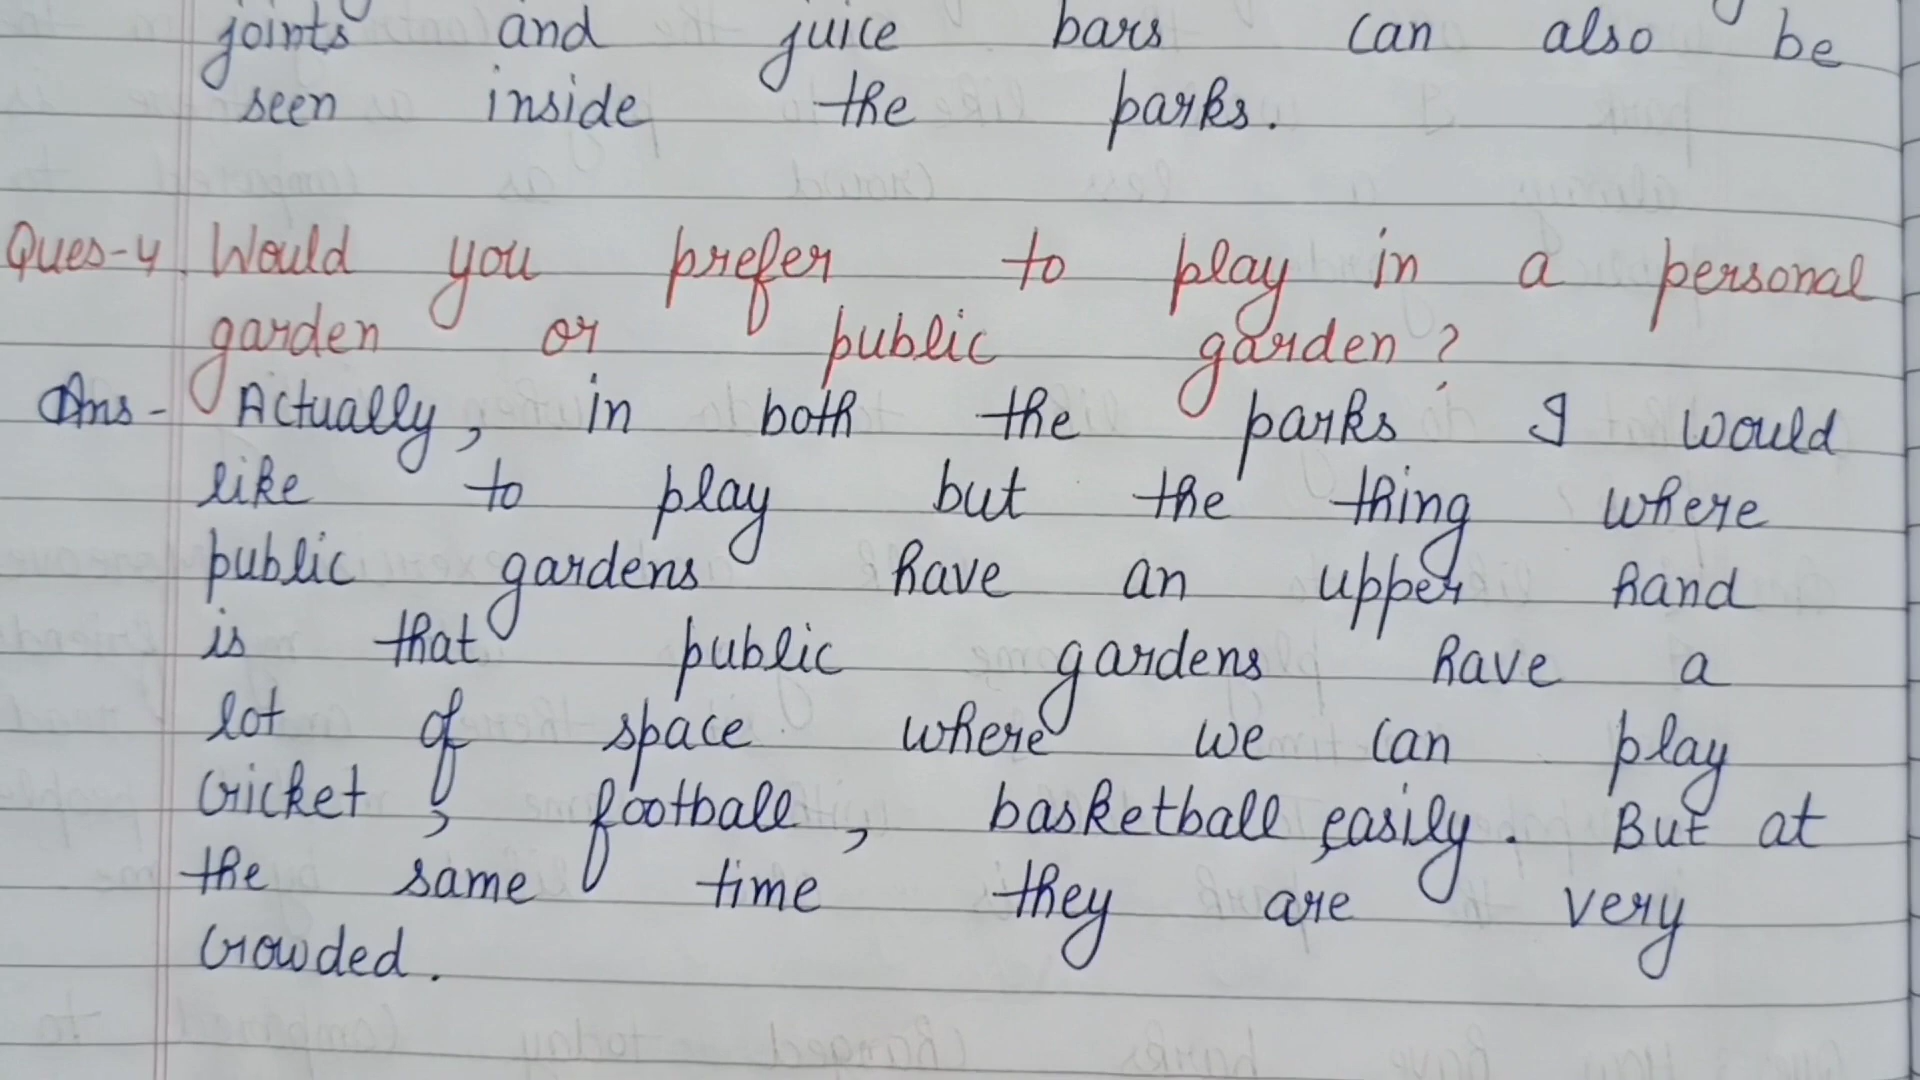 joints and juice bars can also be
seen inside the parks.
Ques-4. Would you prefer to play in a personal
garden or public garden?
Ans- Actually, in both the parks I would
like to play but the thing where
public gardens have an upper hand
is that public gardens have a
lot of space where we can play
cricket, football, basketball easily. But at
the same time they are very
crowded.